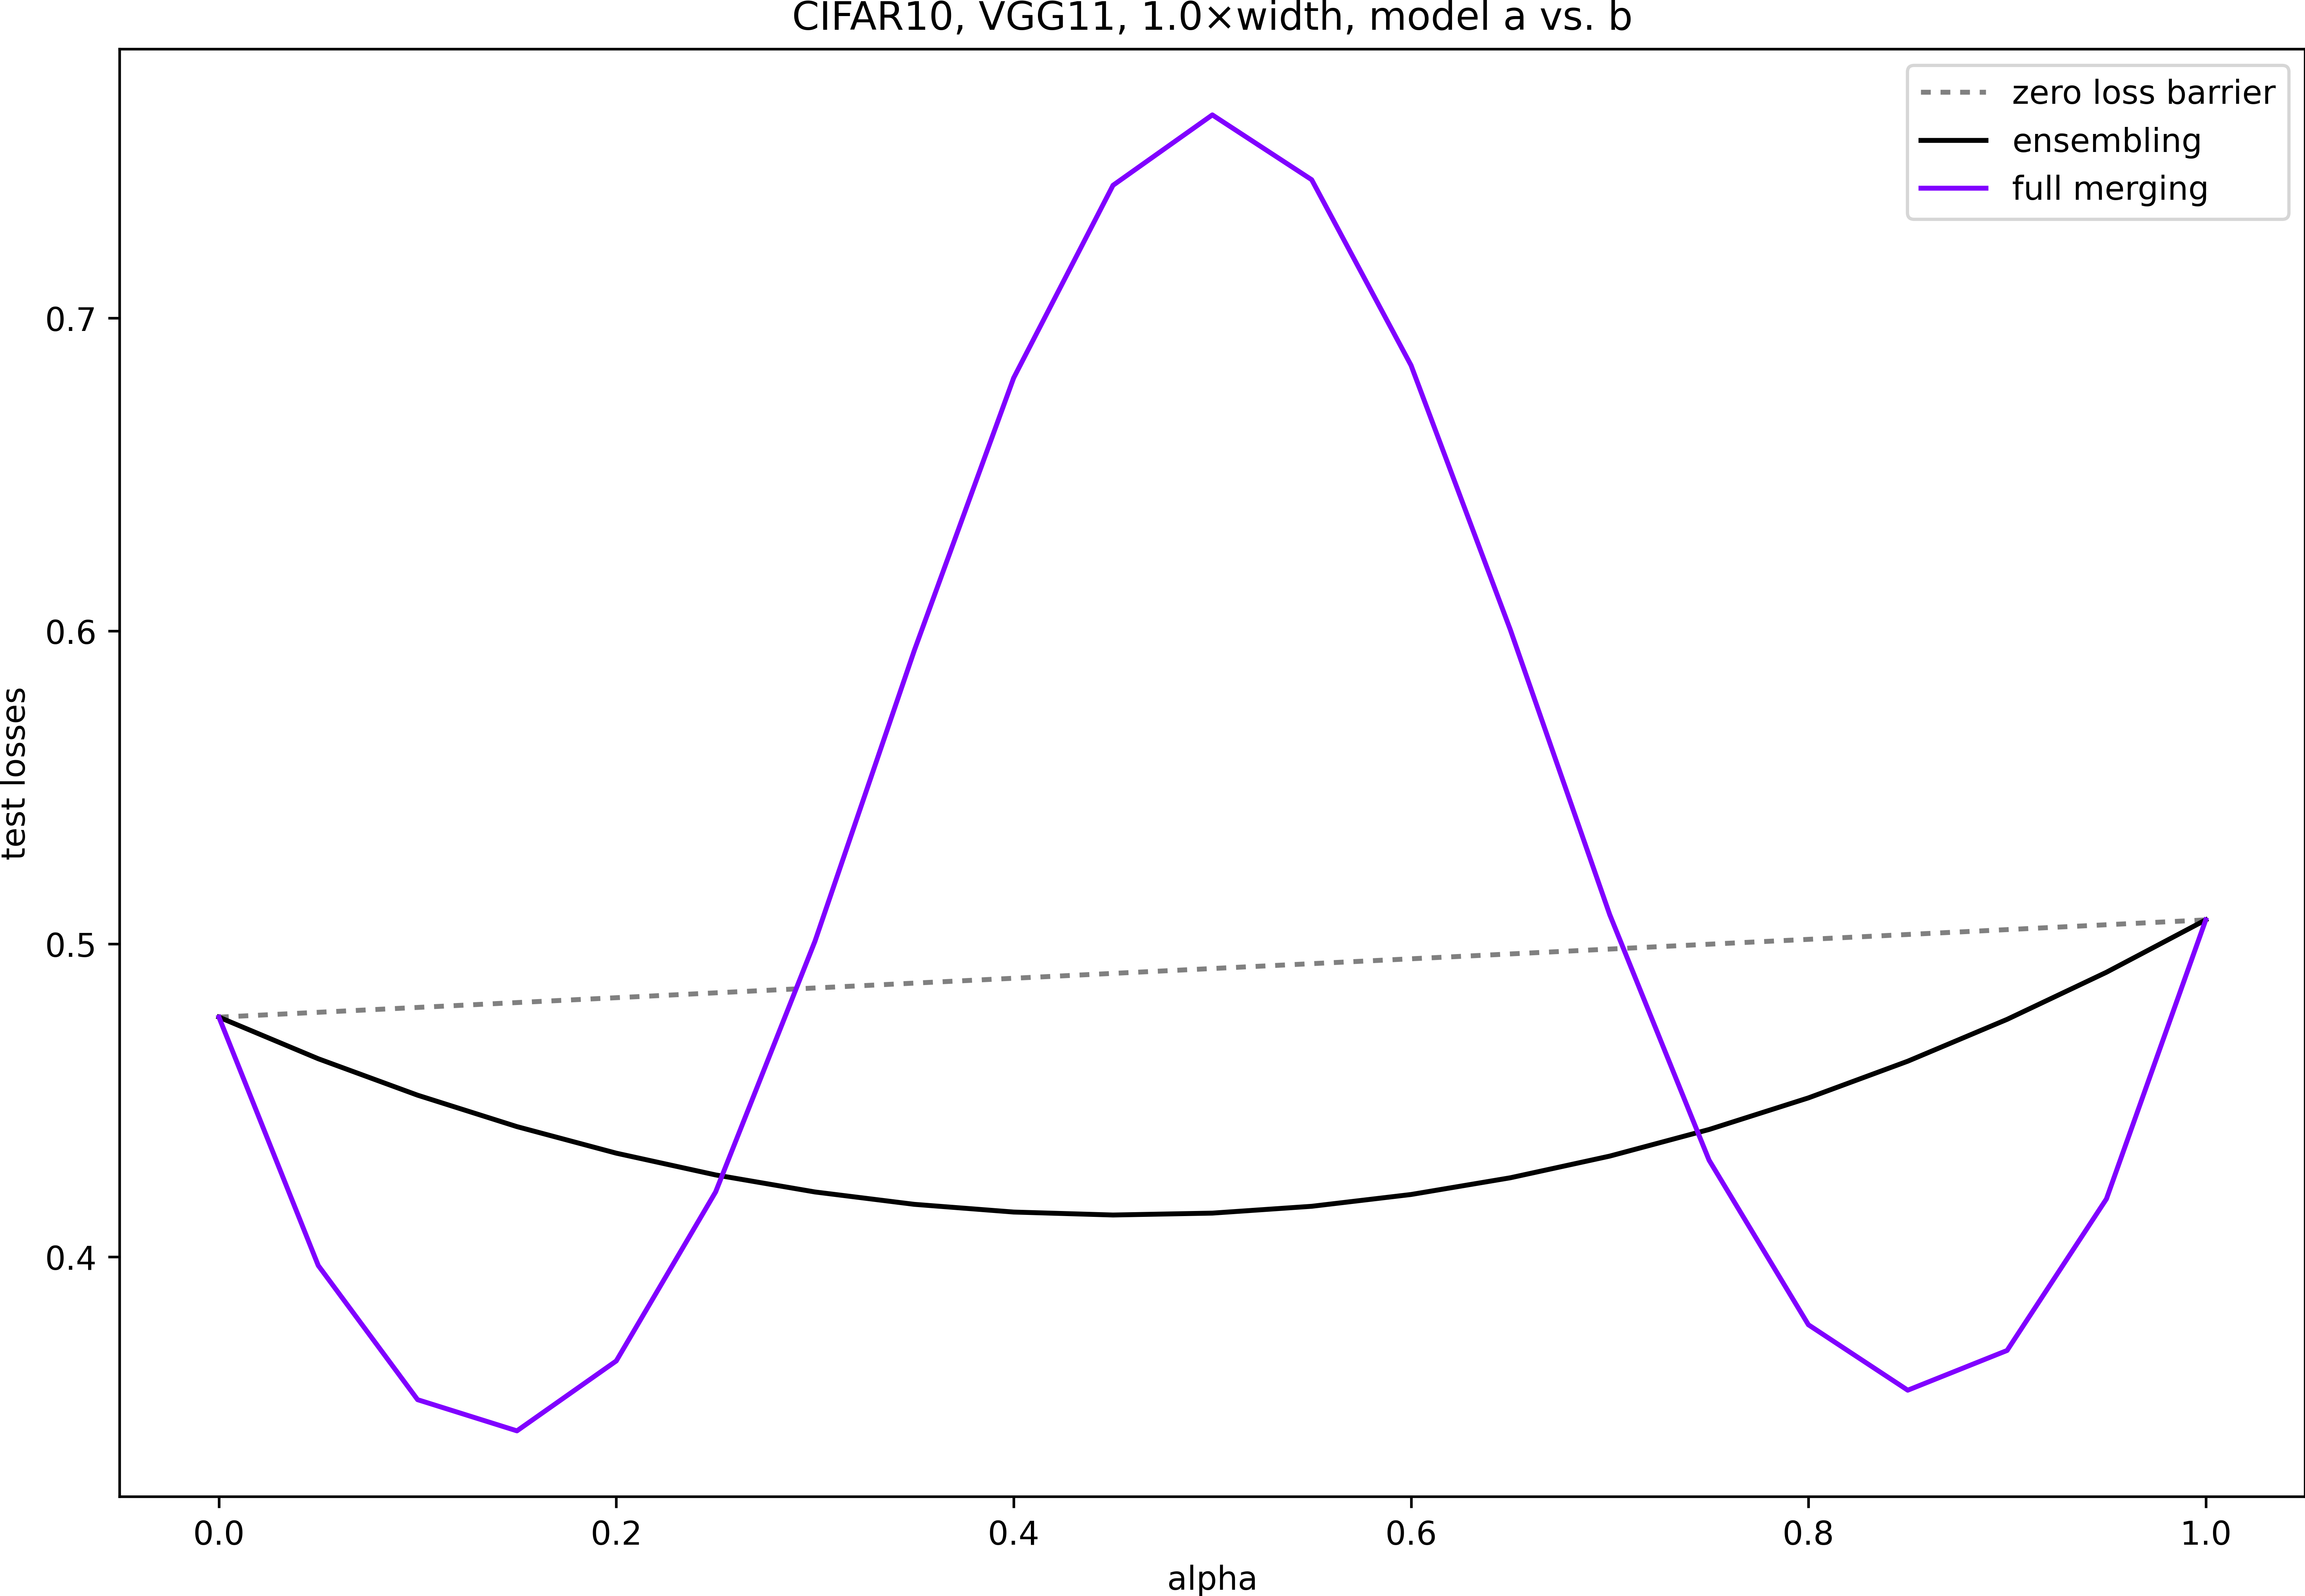 CIFAR10, VGG11, 1.0×width, model a vs. b
zero loss barrier
ensembling
full merging
test losses
0.7
0.6
0.5
0.4
0.0 0.2 0.4 0.6 0.8 1.0
alpha